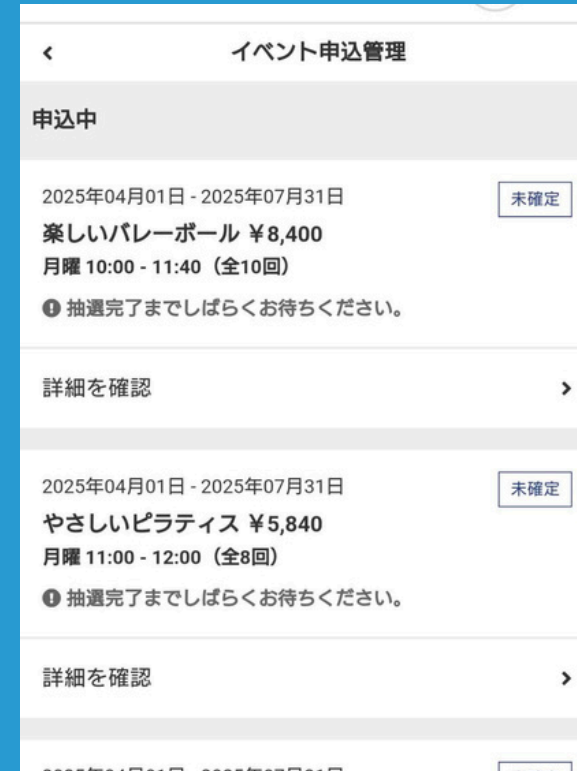 イベント申込管理
申込中
2025年04月01日 - 2025年07月31日
未確定
楽しいバレーボール ¥8,400
月曜 10:00 - 11:40（全10回）
抽選完了までしばらくお待ちください。
詳細を確認
2025年04月01日 - 2025年07月31日
未確定
やさしいピラティス ¥5,840
月曜 11:00 - 12:00（全8回）
抽選完了までしばらくお待ちください。
詳細を確認